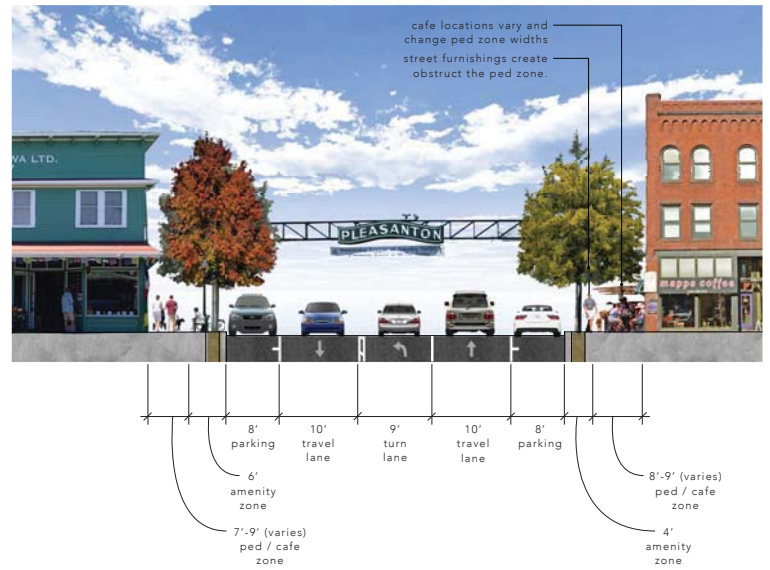 cafe locations vary and
change ped zone widths
street furnishings create
obstruct the ped zone.
WA LTD.
PLEASANTON
mapps coffee
8' parking
10' travel lane
9' turn lane
10' travel lane
8' parking
6'
amenity
zone
7'-9' (varies)
ped / cafe
zone
8'-9' (varies)
ped / cafe
zone
4'
amenity
zone